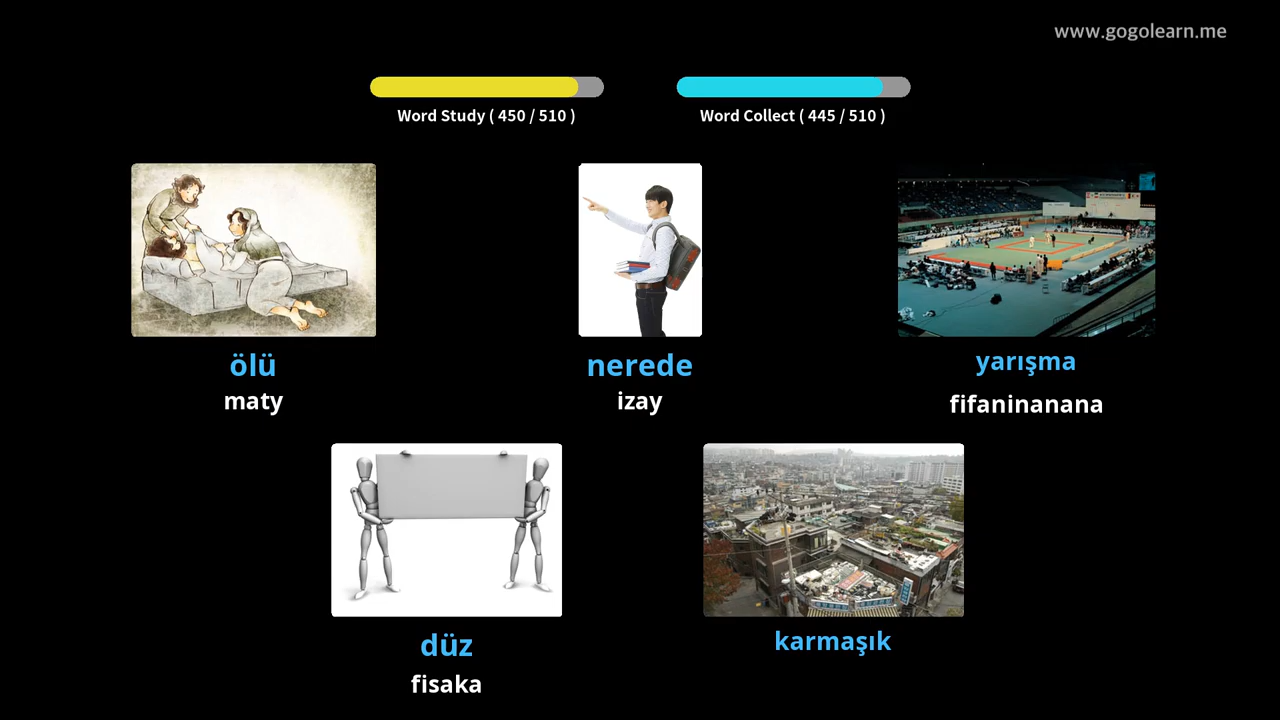 www.gogolearn.me
Word Study ( 450 / 510 )
Word Collect ( 445 / 510 )
ölü
maty
nerede
izay
yarışma
fifaninanana
düz
fisaka
karmaşık